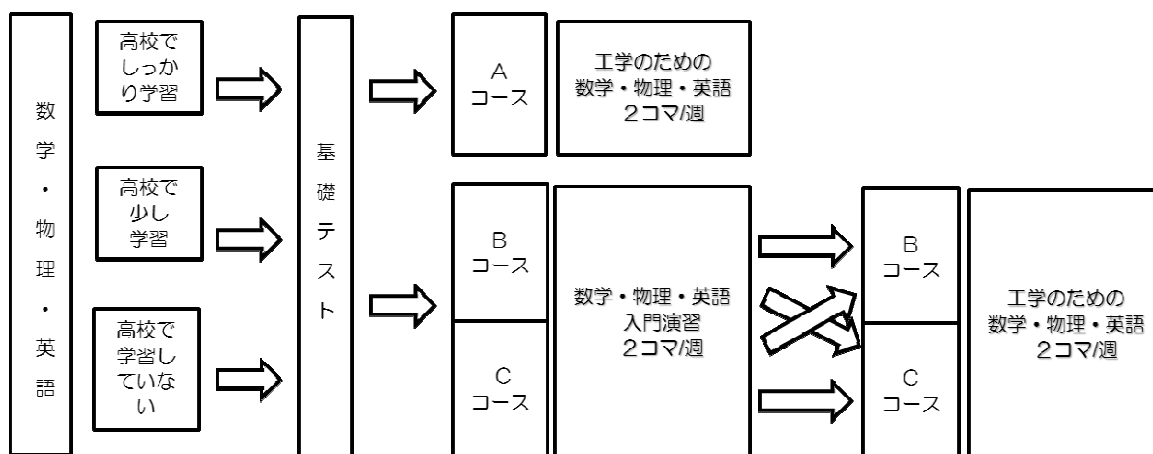 数学・物理・英語
高校で
しっか
り学習
高校で
少し
学習
高校で
学習し
ていな
い
基礎テスト
A
コース
工学のための
数学・物理・英語
２コマ/週
B
コース
C
コース
数学・物理・英語
入門演習
２コマ/週
B
コース
C
コース
工学のための
数学・物理・英語
２コマ/週